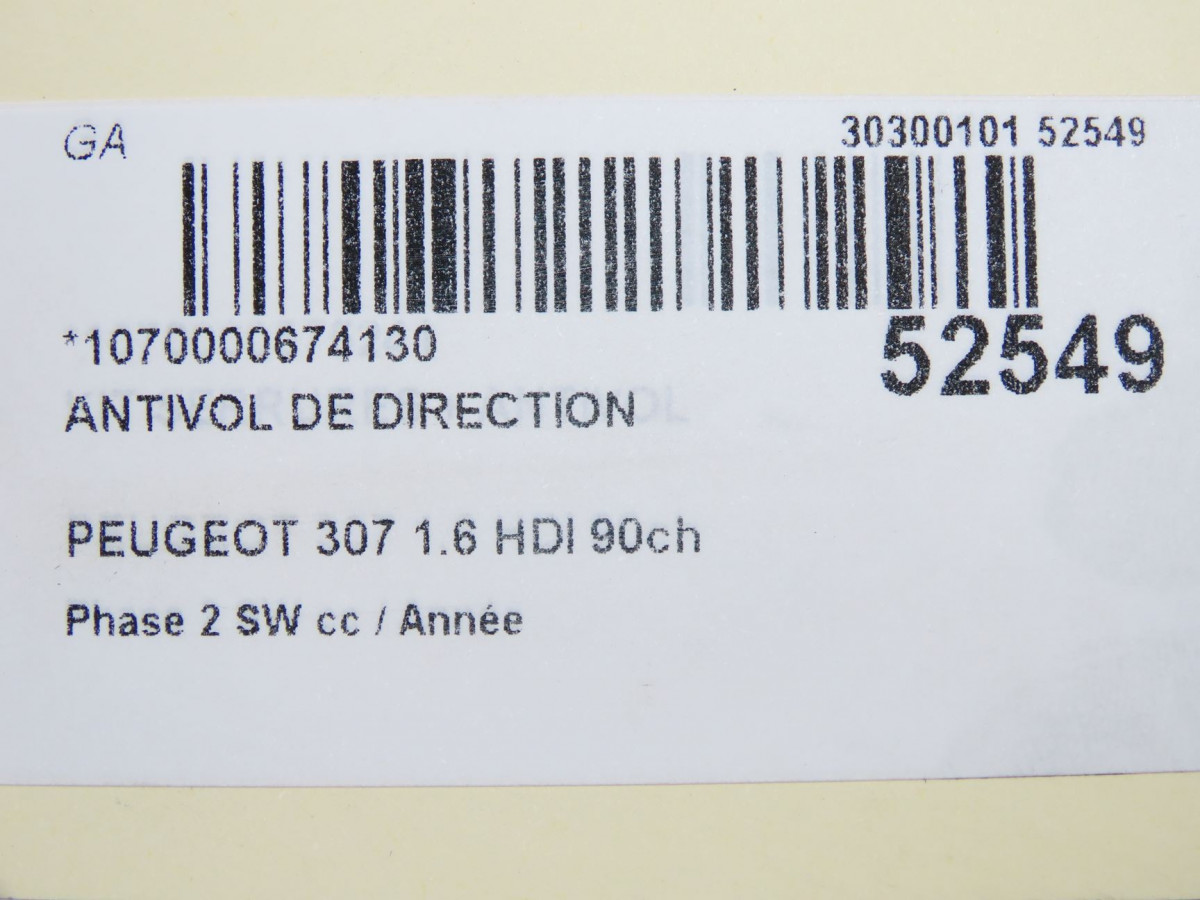 GA
30300101 52549
*1070000674130
52549
ANTIVOL DE DIRECTION
PEUGEOT 307 1.6 HDI 90ch
Phase 2 SW cc / Année